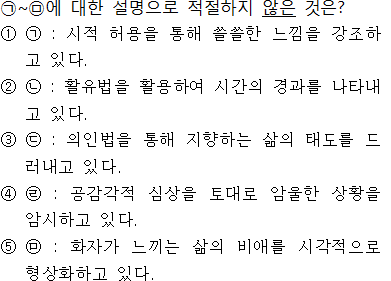 ㉠~㉤에 대한 설명으로 적절하지 않은 것은?
① ㉠ : 시적 허용을 통해 쓸쓸한 느낌을 강조하
고 있다.
② ㉡ : 활유법을 활용하여 시간의 경과를 나타내
고 있다.
③ ㉢ : 의인법을 통해 지향하는 삶의 태도를 드
러내고 있다.
④ ㉣ : 공감각적 심상을 토대로 암울한 상황을
암시하고 있다.
⑤ ㉤ : 화자가 느끼는 삶의 비애를 시각적으로
형상화하고 있다.